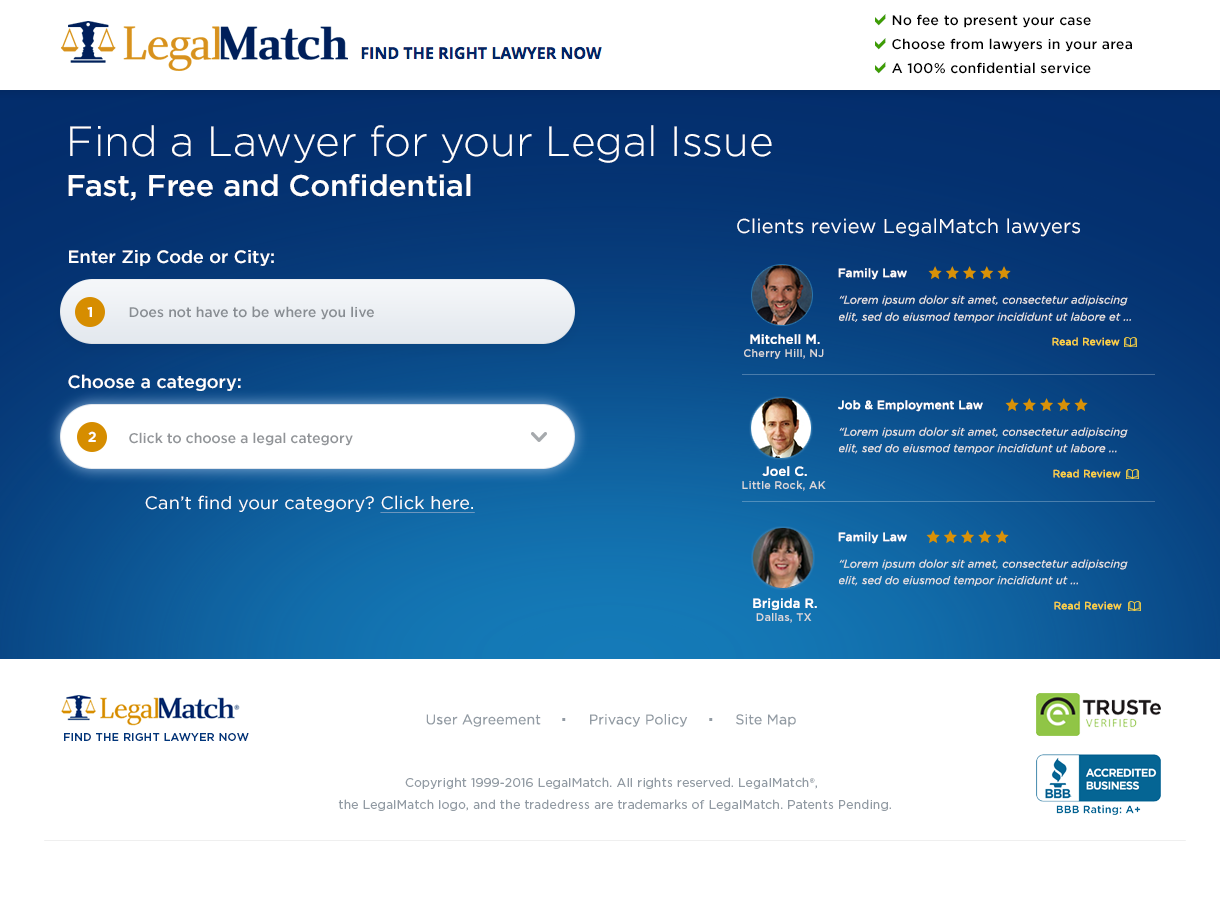 LegalMatch FIND THE RIGHT LAWYER NOW
No fee to present your case
Choose from lawyers in your area
A 100% confidential service
Find a Lawyer for your Legal Issue
Fast, Free and Confidential
Enter Zip Code or City:
1 Does not have to be where you live
Choose a category:
2 Click to choose a legal category
Can't find your category? Click here.
Clients review LegalMatch lawyers
Family Law
“Lorem ipsum dolor sit amet, consectetur adipiscing
elit, sed do eiusmod tempor incididunt ut labore et ...
Mitchell M.
Cherry Hill, NJ
Read Review
Job & Employment Law
“Lorem ipsum dolor sit amet, consectetur adipiscing
elit, sed do eiusmod tempor incididunt ut labore ...
Joel C.
Little Rock, AK
Read Review
Family Law
“Lorem ipsum dolor sit amet, consectetur adipiscing
elit, sed do eiusmod tempor incididunt ut ...
Brigida R.
Dallas, TX
Read Review
LegalMatch®
FIND THE RIGHT LAWYER NOW
User Agreement · Privacy Policy · Site Map
Copyright 1999-2016 LegalMatch. All rights reserved. LegalMatch®,
the LegalMatch logo, and the tradedress are trademarks of LegalMatch. Patents Pending.
TRUSTe
VERIFIED
BBB ACCREDITED
BUSINESS
BBB Rating: A+